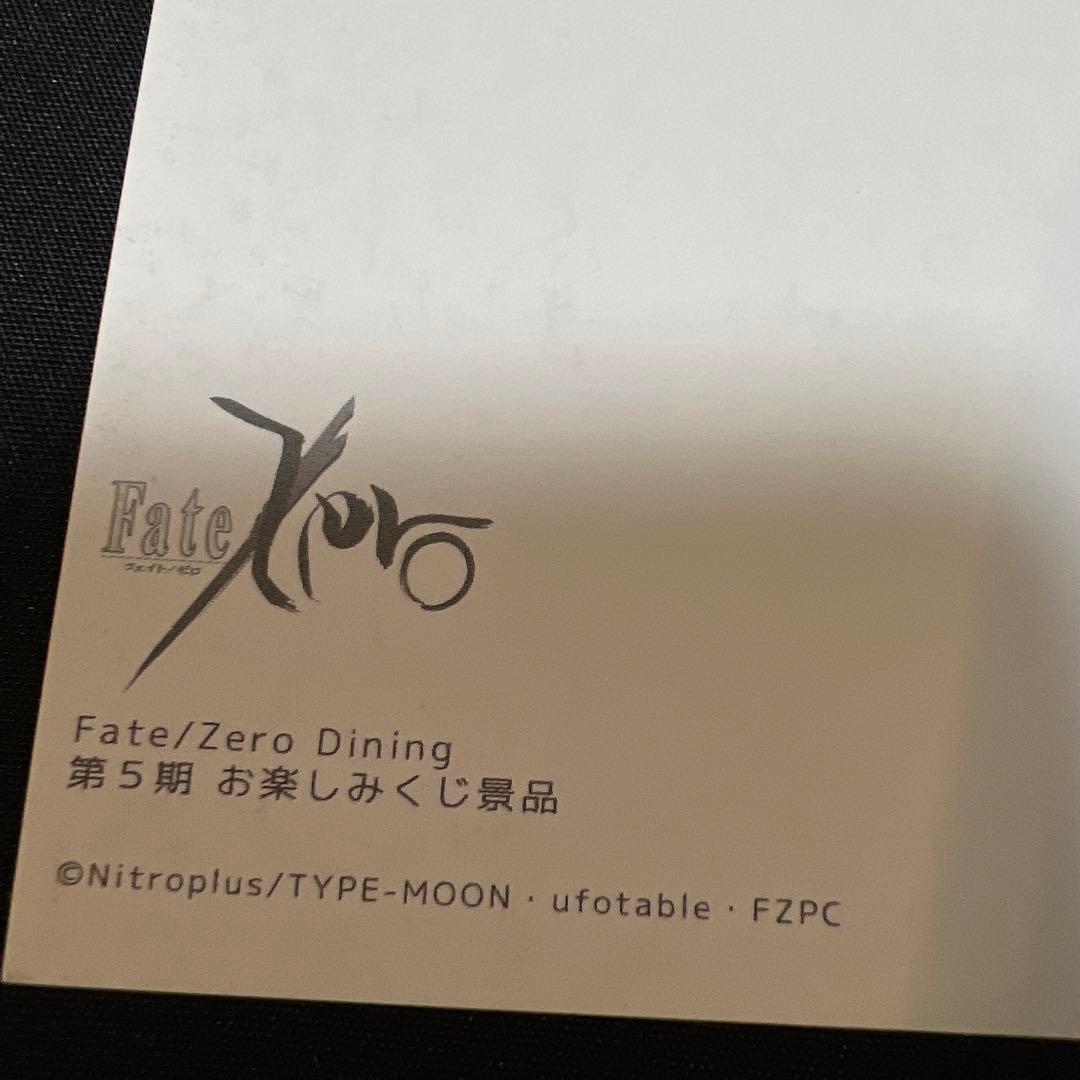 Fate/Zero
フェイト/ゼロ
Fate/Zero Dining
第5期 お楽しみくじ景品
©Nitroplus/TYPE-MOON・ufotable・FZPC